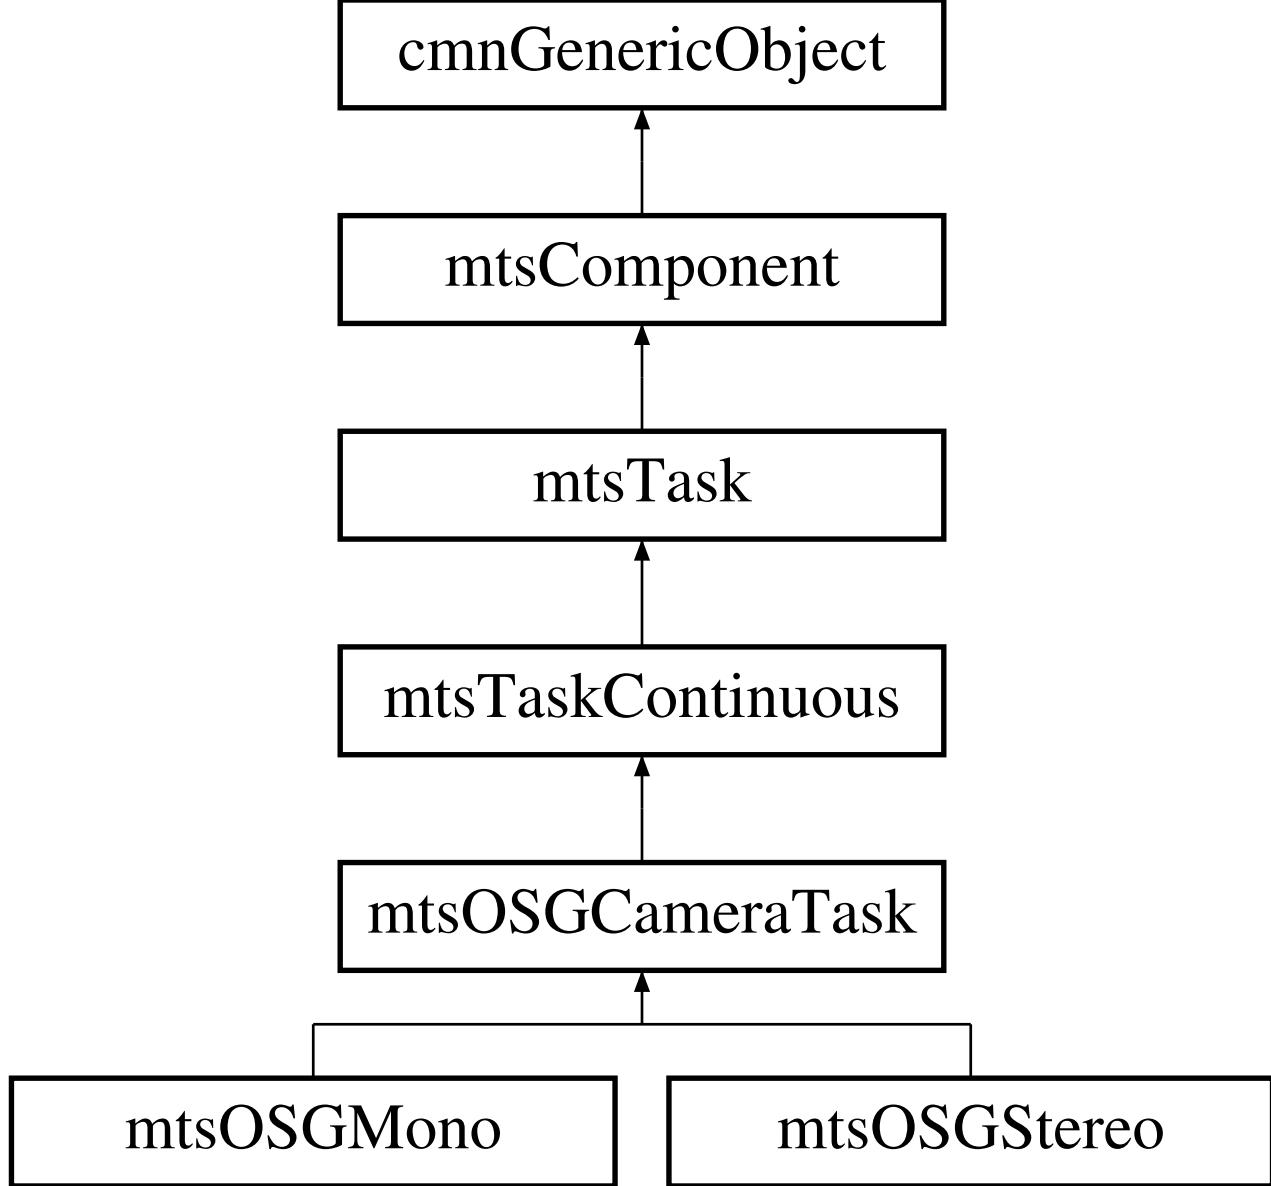 cmnGenericObject
mtsComponent
mtsTask
mtsTaskContinuous
mtsOSGCameraTask
mtsOSGMono
mtsOSGStereo